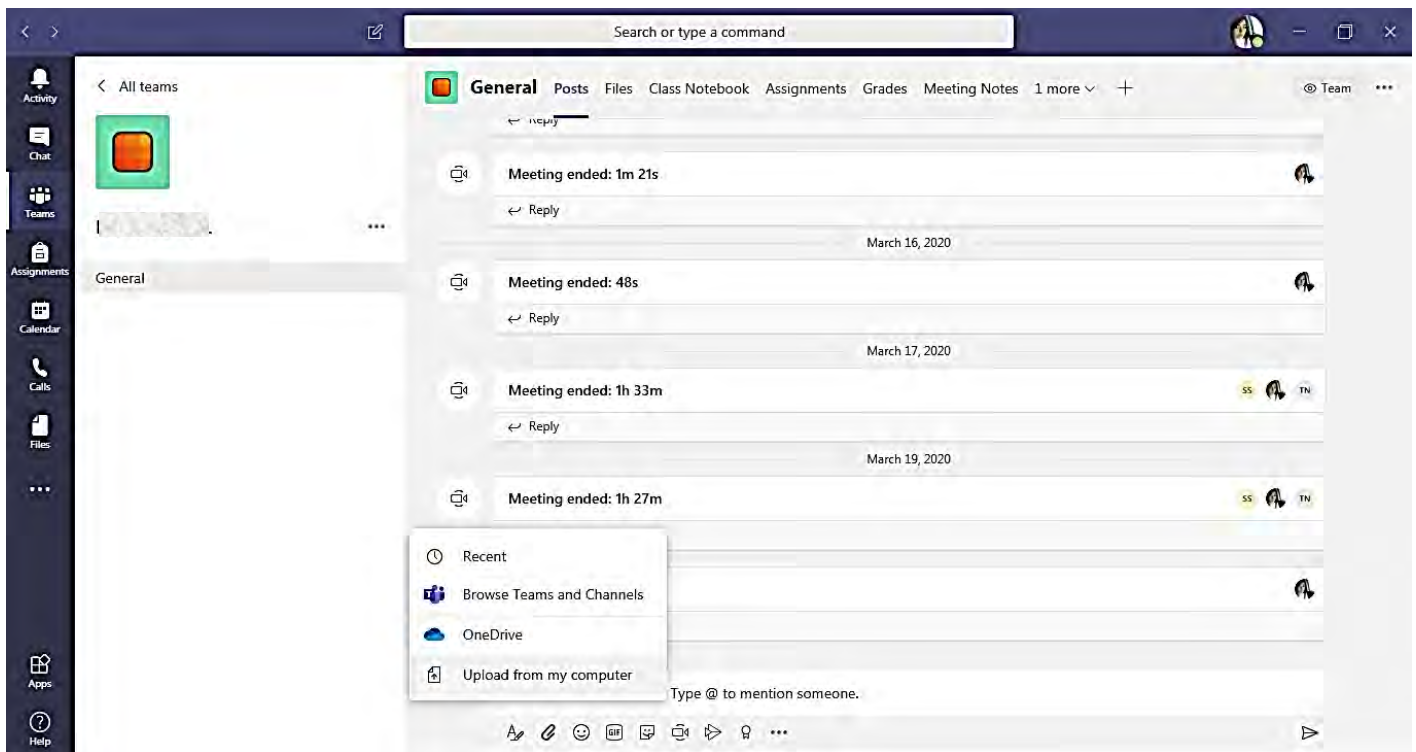 Search or type a command
Activity
Chat
Teams
Assignments
Calendar
Calls
Files
Apps
Help
All teams
General
General Posts Files Class Notebook Assignments Grades Meeting Notes 1 more
Team
Reply
Meeting ended: 1m 21s
Reply
March 16, 2020
Meeting ended: 48s
Reply
March 17, 2020
Meeting ended: 1h 33m
SS TN
Reply
March 19, 2020
Meeting ended: 1h 27m
SS TN
Recent
Browse Teams and Channels
OneDrive
Upload from my computer
Type @ to mention someone.
GIF